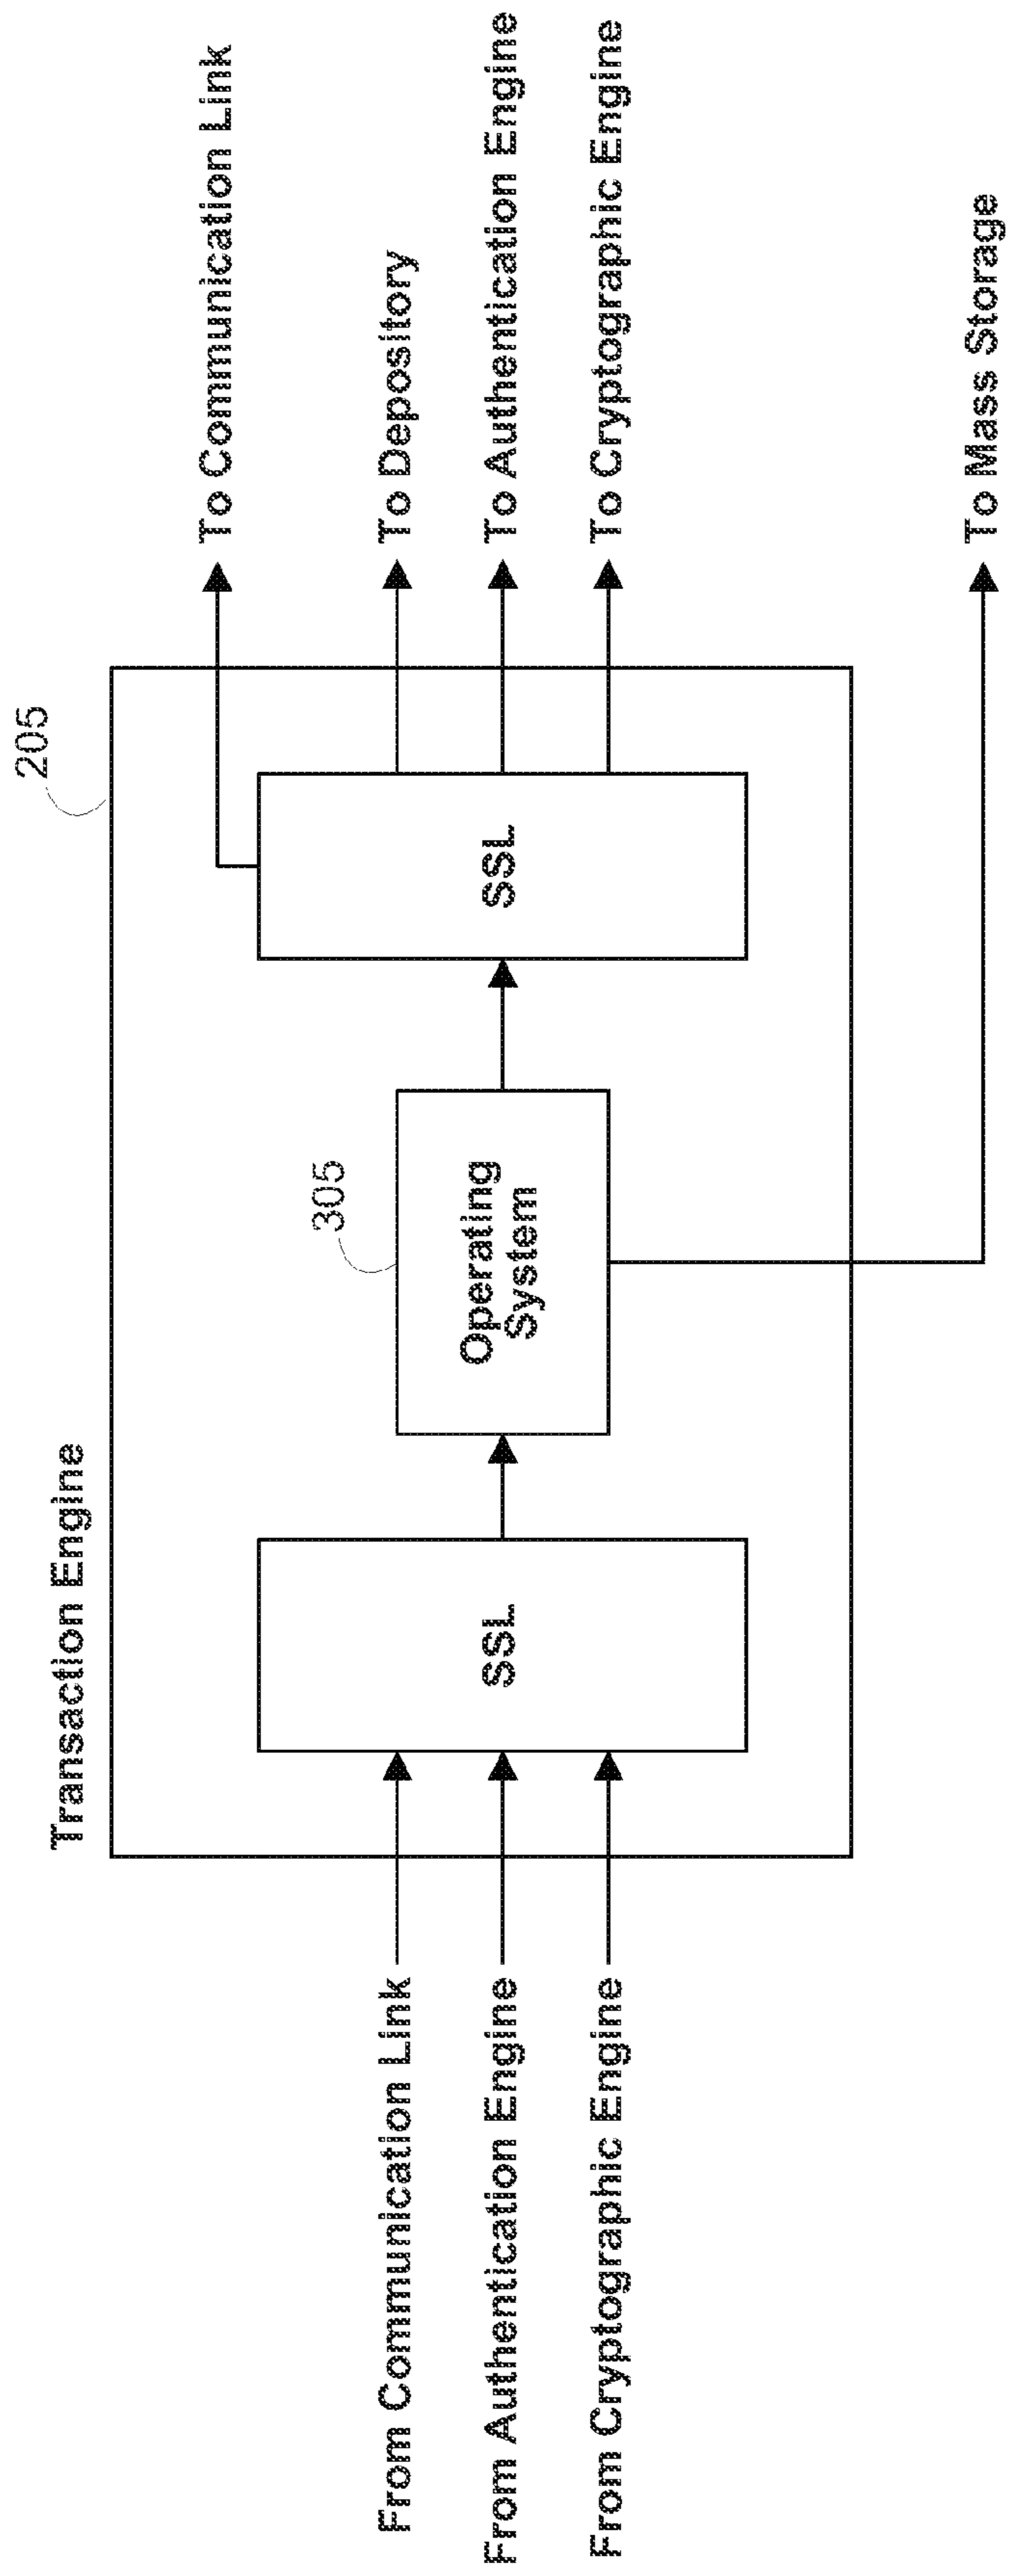 Transaction Engine
205
From Communication Link
From Authentication Engine
From Cryptographic Engine
SSL
305
Operating
System
SSL
To Communication Link
To Depository
To Authentication Engine
To Cryptographic Engine
To Mass Storage